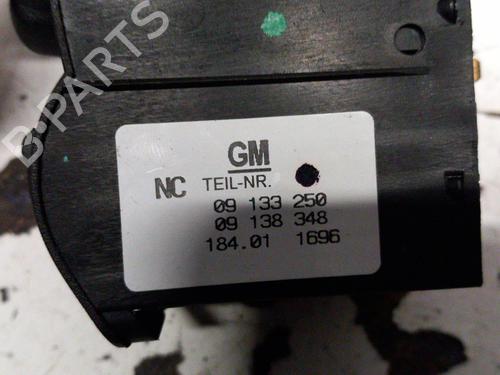 B-PARTS
GM
NC TEIL-NR.
09 133 250
09 138 348
184.01 1696